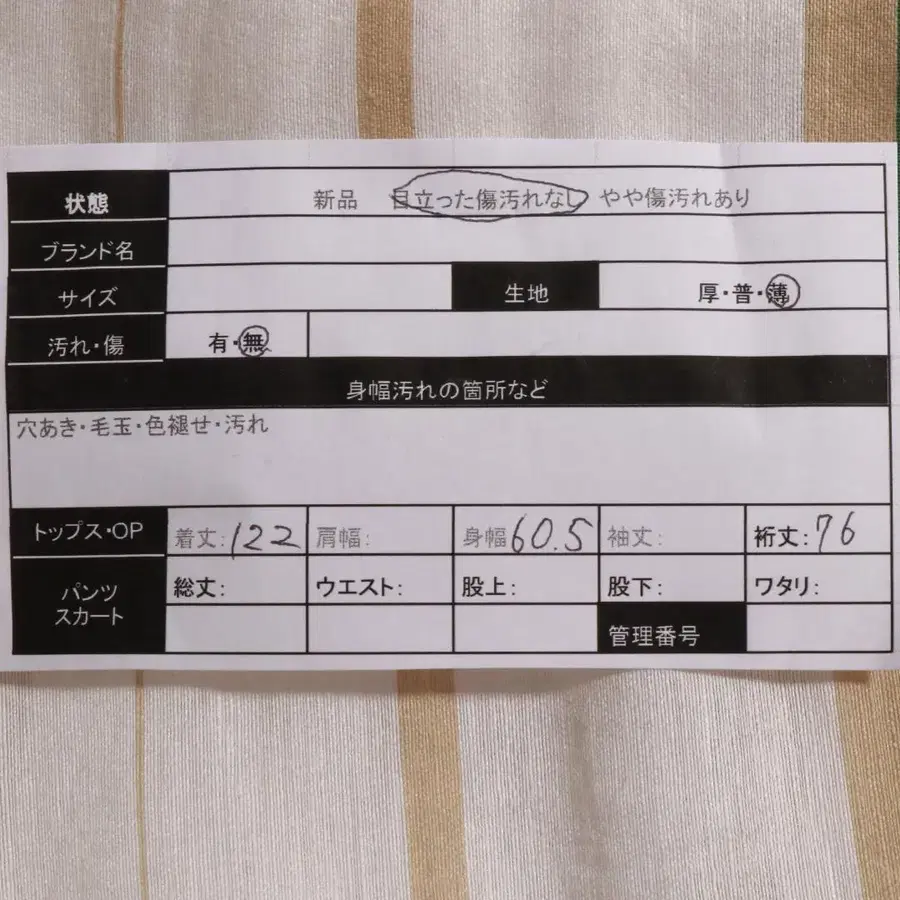 状態 新品 目立った傷汚れなし やや傷汚れあり
ブランド名
サイズ 生地 厚・普・薄
汚れ・傷 有・無
身幅汚れの箇所など
穴あき・毛玉・色褪せ・汚れ
トップス・OP 着丈:122 肩幅: 身幅60.5 袖丈: 裄丈:76
パンツ 総丈: ウエスト: 股上: 股下: ワタリ:
スカート
管理番号